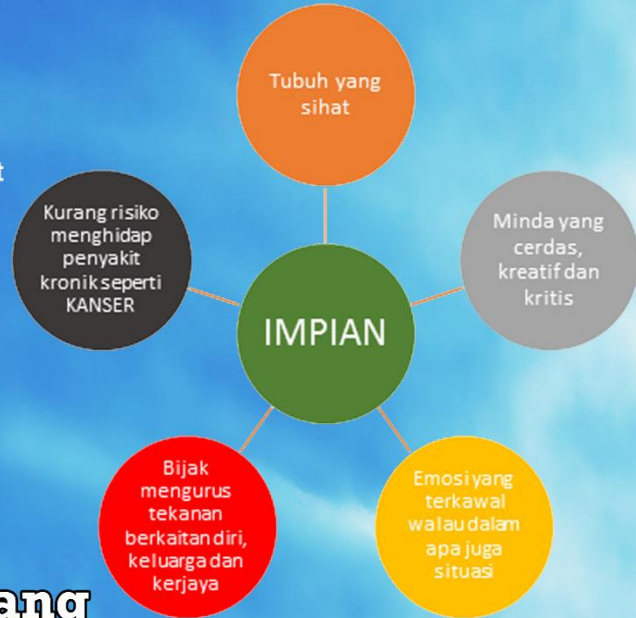 Tubuh yang
sihat
Kurang risiko
menghidap
penyakit
kronik seperti
KANSER
Minda yang
cerdas,
kreatif dan
kritis
IMPIAN
Bijak
mengurus
tekanan
berkaitan diri,
keluarga dan
kerjaya
Emosi yang
terkawal
walau dalam
apa juga
situasi